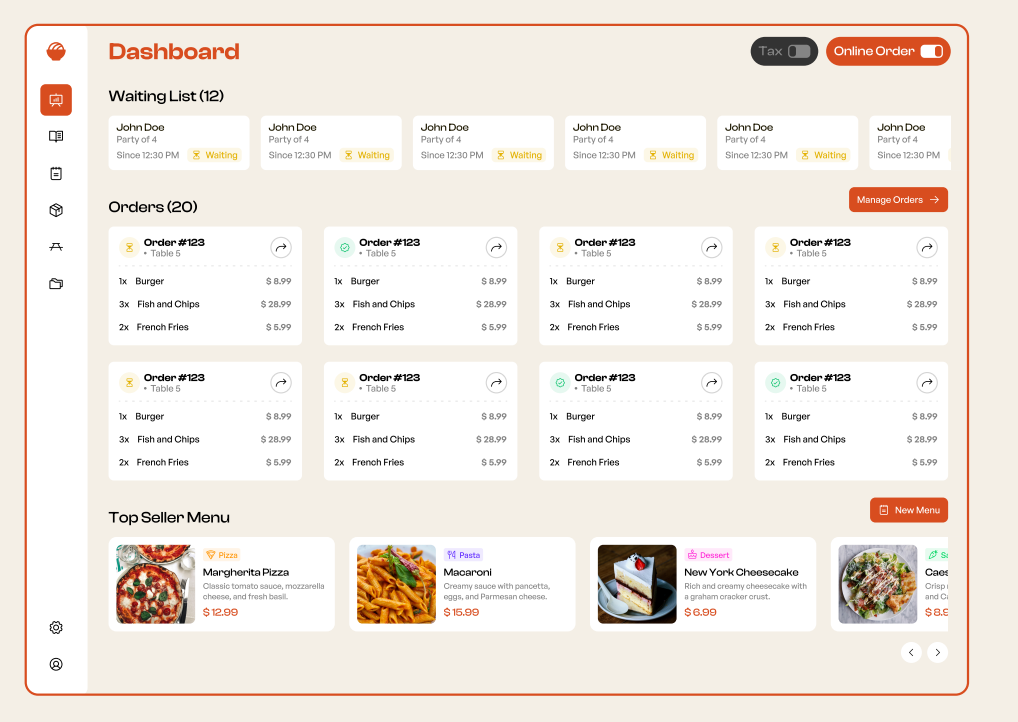 Dashboard
Tax
Online Order
Waiting List (12)
John Doe
Party of 4
Since 12:30 PM Waiting
John Doe
Party of 4
Since 12:30 PM Waiting
John Doe
Party of 4
Since 12:30 PM Waiting
John Doe
Party of 4
Since 12:30 PM Waiting
John Doe
Party of 4
Since 12:30 PM Waiting
John Doe
Party of 4
Since 12:30 PM
Orders (20)
Manage Orders
Order #123
• Table 5
1x Burger $ 8.99
3x Fish and Chips $ 28.99
2x French Fries $ 5.99
Order #123
• Table 5
1x Burger $ 8.99
3x Fish and Chips $ 28.99
2x French Fries $ 5.99
Order #123
• Table 5
1x Burger $ 8.99
3x Fish and Chips $ 28.99
2x French Fries $ 5.99
Order #123
• Table 5
1x Burger $ 8.99
3x Fish and Chips $ 28.99
2x French Fries $ 5.99
Order #123
• Table 5
1x Burger $ 8.99
3x Fish and Chips $ 28.99
2x French Fries $ 5.99
Order #123
• Table 5
1x Burger $ 8.99
3x Fish and Chips $ 28.99
2x French Fries $ 5.99
Order #123
• Table 5
1x Burger $ 8.99
3x Fish and Chips $ 28.99
2x French Fries $ 5.99
Order #123
• Table 5
1x Burger $ 8.99
3x Fish and Chips $ 28.99
2x French Fries $ 5.99
Top Seller Menu
New Menu
Pizza
Margherita Pizza
Classic tomato sauce, mozzarella
cheese, and fresh basil.
$ 12.99
Pasta
Macaroni
Creamy sauce with pancetta,
eggs, and Parmesan cheese.
$ 15.99
Dessert
New York Cheesecake
Rich and creamy cheesecake with
a graham cracker crust.
$ 6.99
Caes
Crisp
and Ca
$ 8.9